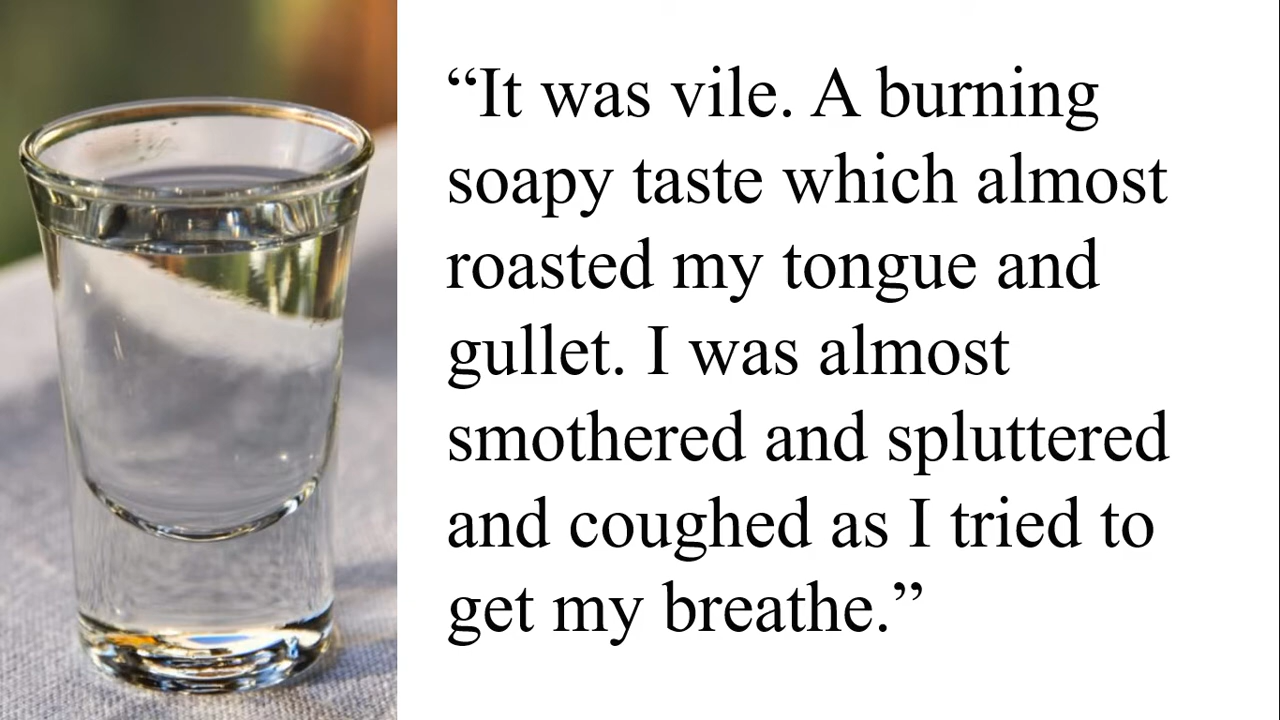 “It was vile. A burning
soapy taste which almost
roasted my tongue and
gullet. I was almost
smothered and spluttered
and coughed as I tried to
get my breathe.”